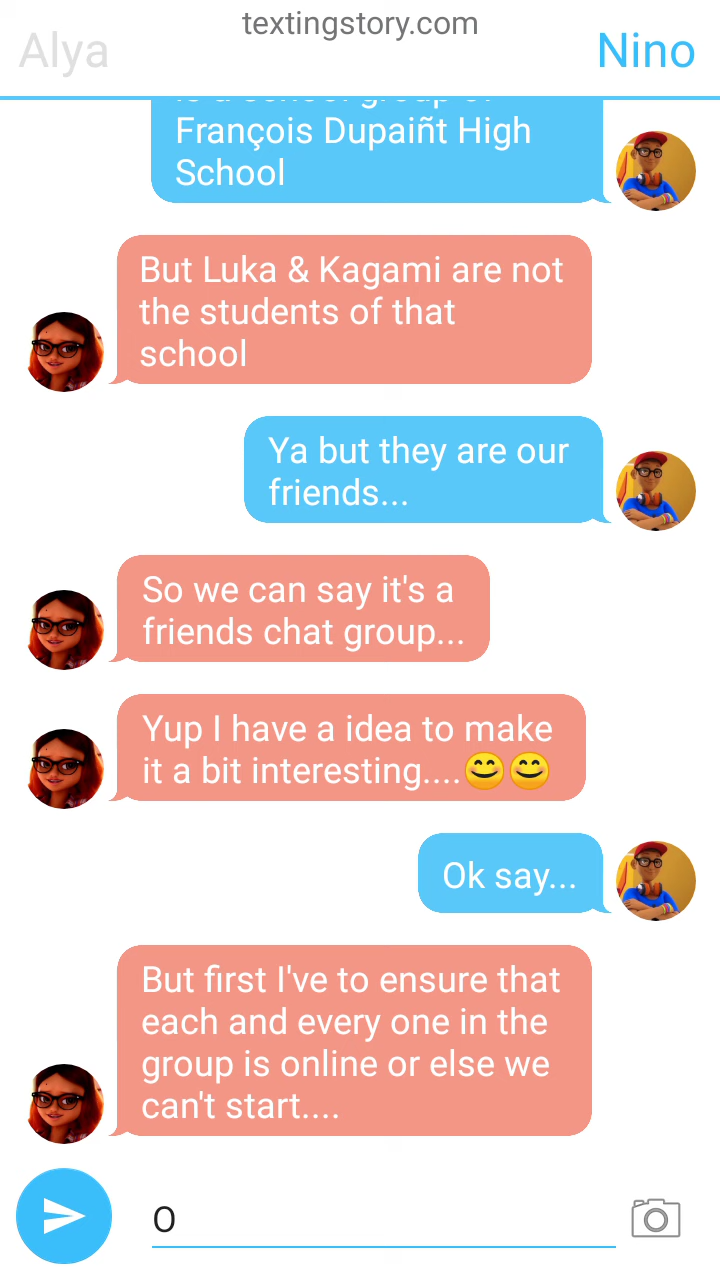 textingstory.com
Alya
Nino
François Dupaiñt High
School
But Luka & Kagami are not
the students of that
school
Ya but they are our
friends...
So we can say it's a
friends chat group...
Yup I have a idea to make
it a bit interesting....😊😊
Ok say...
But first I've to ensure that
each and every one in the
group is online or else we
can't start....
O